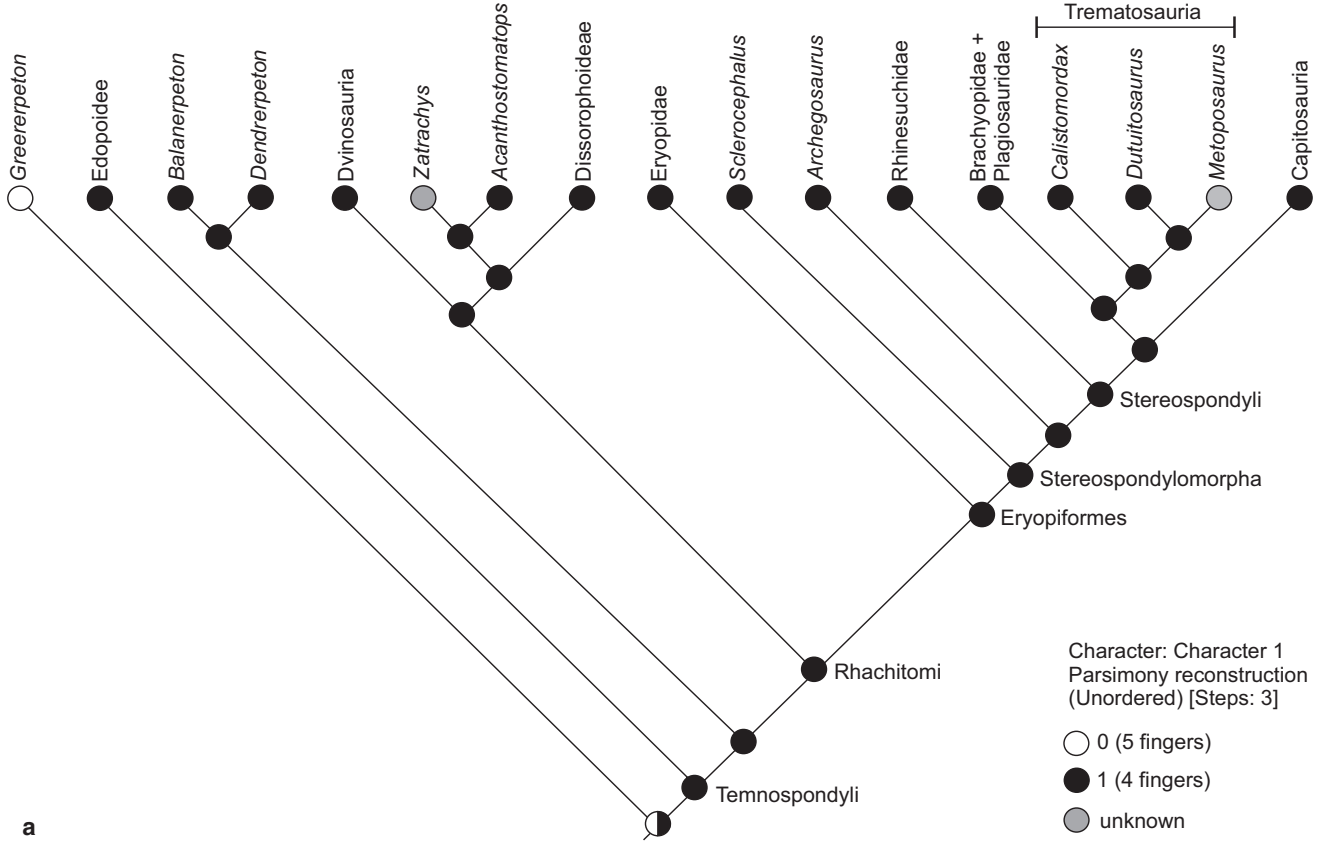 Trematosauria
Greererpeton
Edopoidee
Balanerpeton
Dendrerpeton
Dvinosauria
Zatrachys
Acanthostomatops
Dissorophoideae
Eryopidae
Sclerocephalus
Archegosaurus
Rhinesuchidae
Brachyopidae +
Plagiosauridae
Calistomordax
Dutuitosaurus
Metoposaurus
Capitosauria
Stereospondyli
Stereospondylomorpha
Eryopiformes
Rhachitomi
Temnospondyli
Character: Character 1
Parsimony reconstruction
(Unordered) [Steps: 3]
0 (5 fingers)
1 (4 fingers)
unknown
a